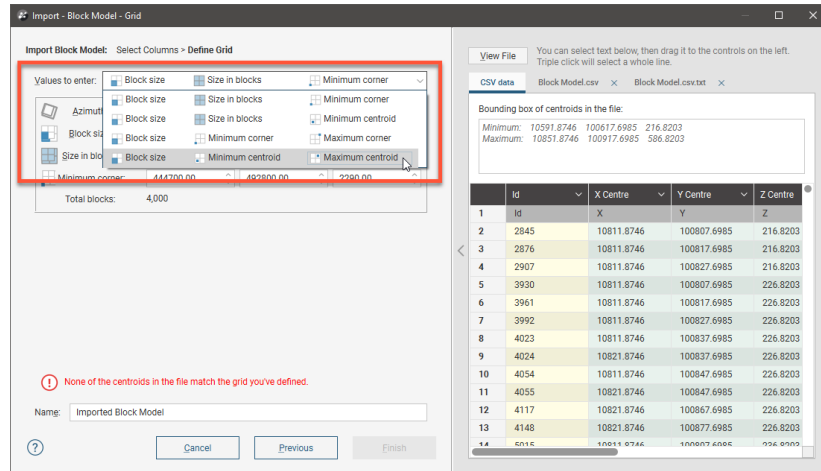 Import - Block Model - Grid
Import Block Model: Select Columns > Define Grid
Values to enter: Block size Size in blocks Minimum corner
Block size Size in blocks Minimum corner
Block size Size in blocks Minimum centroid
Block size Minimum corner Maximum corner
Block size Minimum centroid Maximum centroid
Azimut
Block siz
Size in blo
Minimum corner: 444700.00 492800.00 2290.00
Total blocks: 4,000
None of the centroids in the file match the grid you've defined.
Name: Imported Block Model
? Cancel Previous Finish
View File
You can select text below, then drag it to the controls on the left.
Triple click will select a whole line.
CSV data Block Model.csv × Block Model.csv.txt ×
Bounding box of centroids in the file:
Minimum: 10591.8746 100617.6985 216.8203
Maximum: 10851.8746 100917.6985 586.8203
Id X Centre Y Centre Z Centre
1 Id X Y Z
2 2845 10811.8746 100807.6985 216.8203
3 2876 10811.8746 100817.6985 216.8203
4 2907 10811.8746 100827.6985 216.8203
5 3930 10811.8746 100807.6985 226.8203
6 3961 10811.8746 100817.6985 226.8203
7 3992 10811.8746 100827.6985 226.8203
8 4023 10811.8746 100837.6985 226.8203
9 4024 10821.8746 100837.6985 226.8203
10 4054 10811.8746 100847.6985 226.8203
11 4055 10821.8746 100847.6985 226.8203
12 4117 10821.8746 100867.6985 226.8203
13 4148 10821.8746 100877.6985 226.8203
14 5015 10811.8746 100807.6985 236.8203